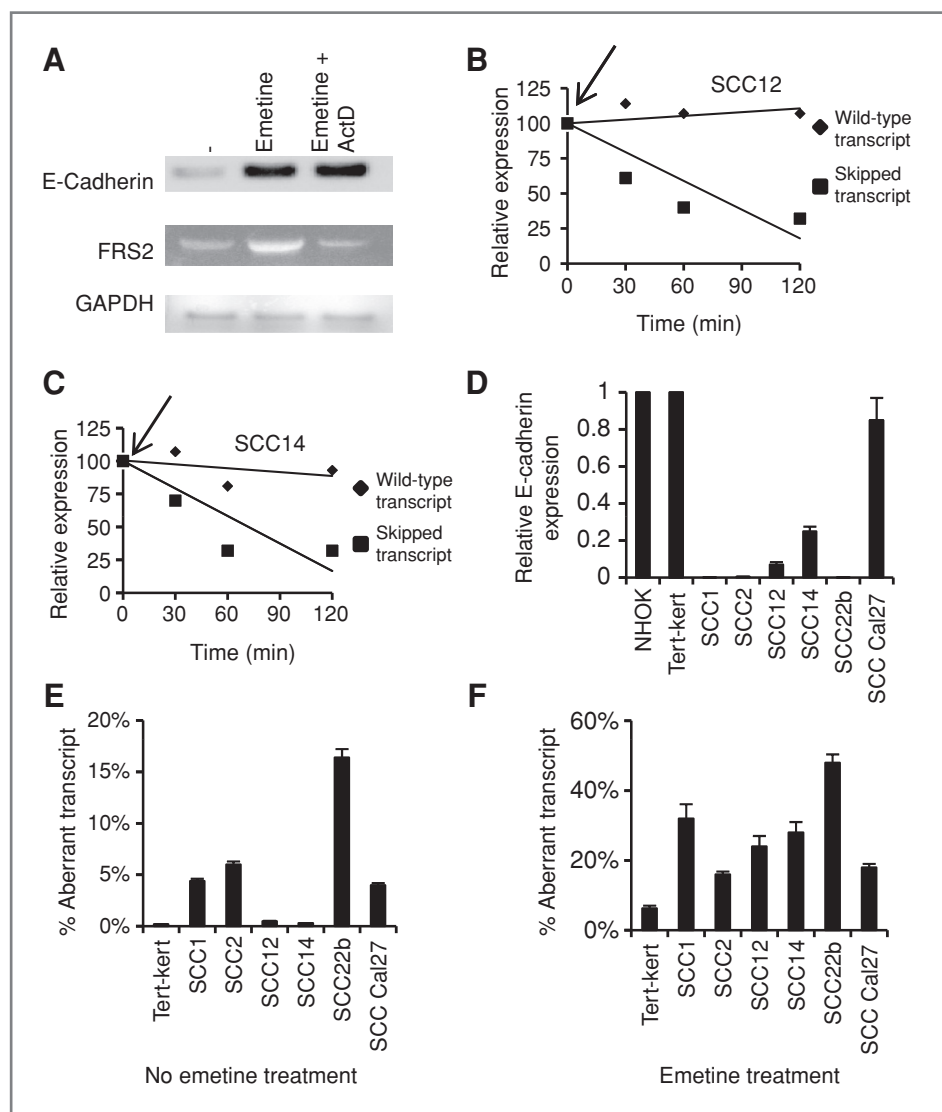 A
-
Emetine
Emetine +
ActD
E-Cadherin
FRS2
GAPDH
B
SCC12
Relative expression
125
100
75
50
25
0
0 30 60 90 120
Time (min)
Wild-type
transcript
Skipped
transcript
C
SCC14
Relative expression
125
100
75
50
25
0
0 30 60 90 120
Time (min)
Wild-type
transcript
Skipped
transcript
D
Relative E-cadherin
expression
1
0.8
0.6
0.4
0.2
0
NHOK
Tert-kert
SCC1
SCC2
SCC12
SCC14
SCC22b
SCC Cal27
E
% Aberrant transcript
20%
15%
10%
5%
0%
Tert-kert
SCC1
SCC2
SCC12
SCC14
SCC22b
SCC Cal27
No emetine treatment
F
% Aberrant transcript
60%
40%
20%
0%
Tert-kert
SCC1
SCC2
SCC12
SCC14
SCC22b
SCC Cal27
Emetine treatment